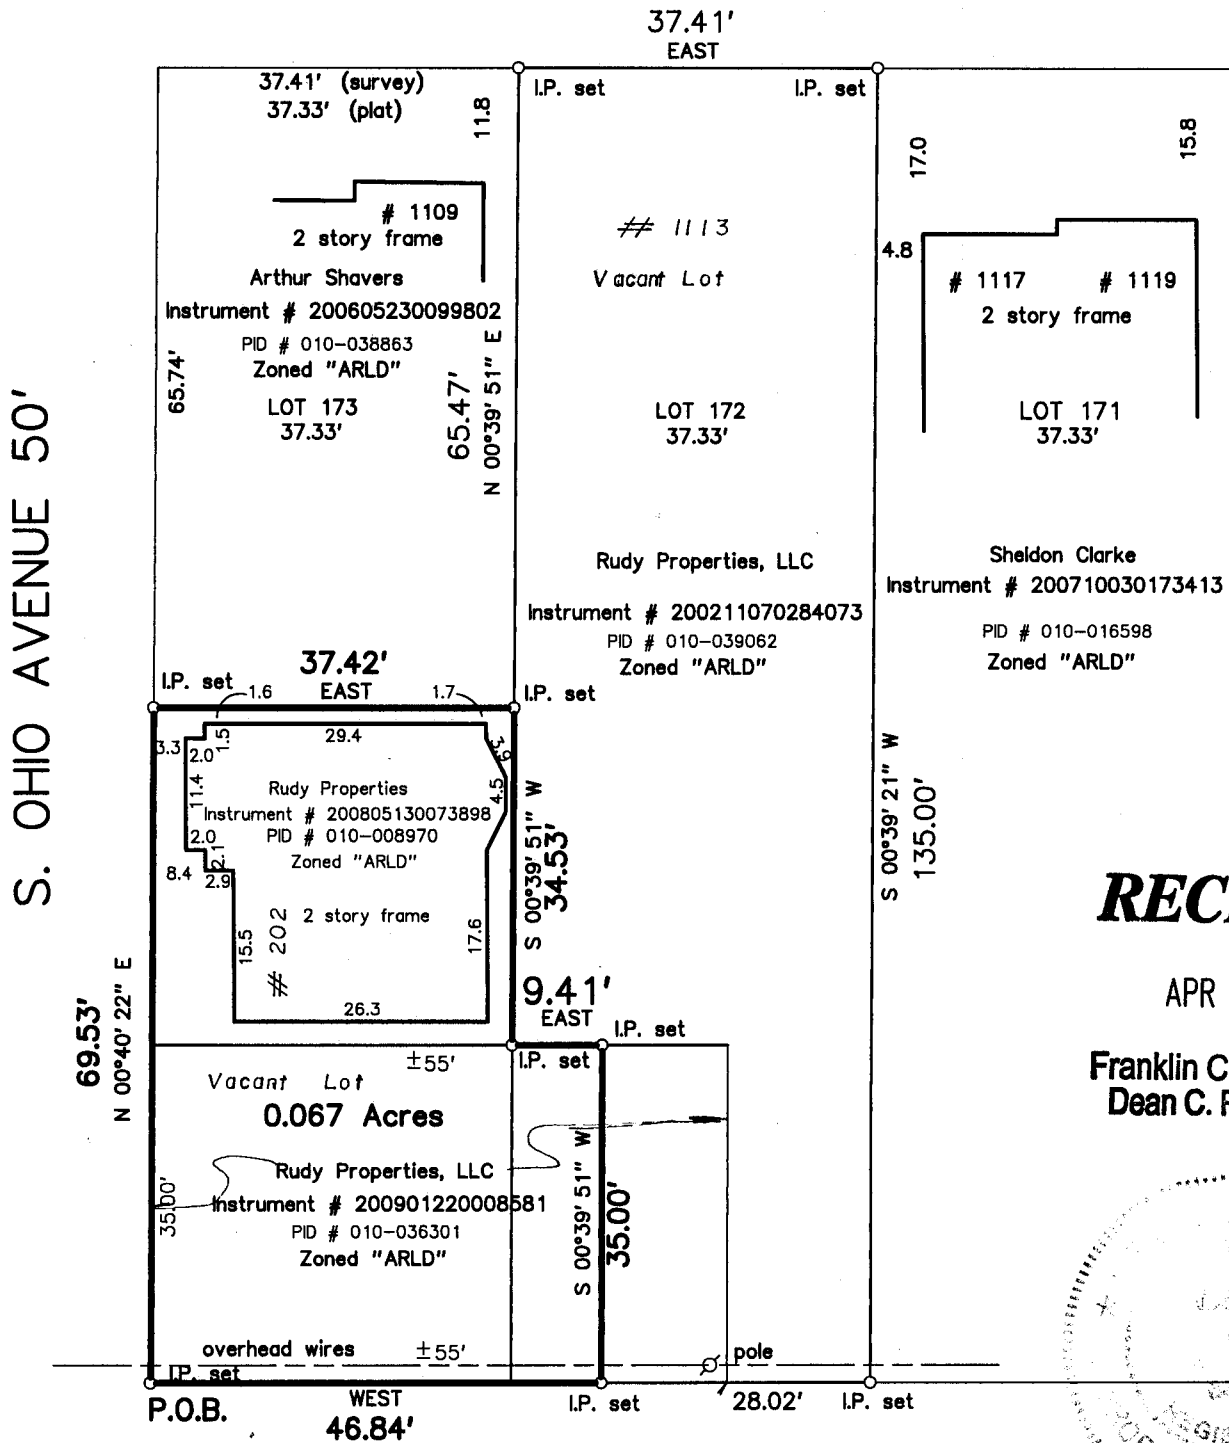 37.41'
EAST
37.41' (survey)
37.33' (plat)
11.8
I.P. set
I.P. set
17.0
15.8
# 1109
2 story frame
Arthur Shavers
Instrument # 200605230099802
PID # 010-038863
Zoned "ARLD"
LOT 173
37.33'
65.74'
65.47'
N 00°39' 51" E
# 1113
Vacant Lot
LOT 172
37.33'
4.8
# 1117
# 1119
2 story frame
LOT 171
37.33'
S. OHIO AVENUE 50'
Rudy Properties, LLC
Instrument # 200211070284073
PID # 010-039062
Zoned "ARLD"
Sheldon Clarke
Instrument # 200710030173413
PID # 010-016598
Zoned "ARLD"
I.P. set
37.42'
EAST
I.P. set
1.6
1.7
3.3
2.0
1.5
29.4
3.9
11.4
4.5
Rudy Properties
Instrument # 200805130073898
PID # 010-008970
Zoned "ARLD"
2.0
2.1
8.4
2.9
# 202
2 story frame
15.5
17.6
26.3
S 00°39' 51" W
34.53'
S 00°39' 21" W
135.00'
69.53'
N 00°40' 22" E
9.41'
EAST
I.P. set
I.P. set
±55'
Vacant Lot
0.067 Acres
Rudy Properties, LLC
Instrument # 200901220008581
PID # 010-036301
Zoned "ARLD"
35.00'
S 00°39' 51" W
35.00'
APR
Franklin C
Dean C.
overhead wires
±55'
pole
I.P. set
P.O.B.
WEST
46.84'
I.P. set
28.02'
I.P. set